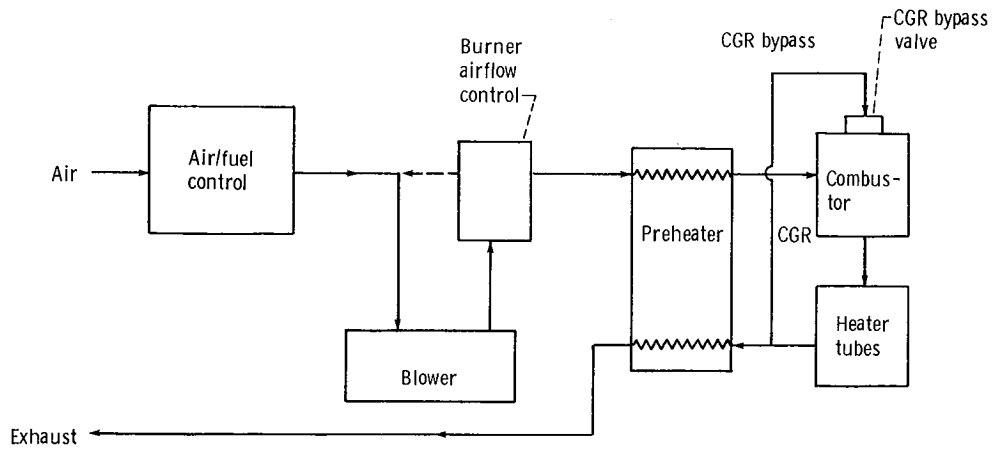 CGR bypass
valve
CGR bypass
Burner
airflow
control
Air/fuel
control
Air
Combus-
tor
Preheater
CGR
Heater
tubes
Blower
Exhaust